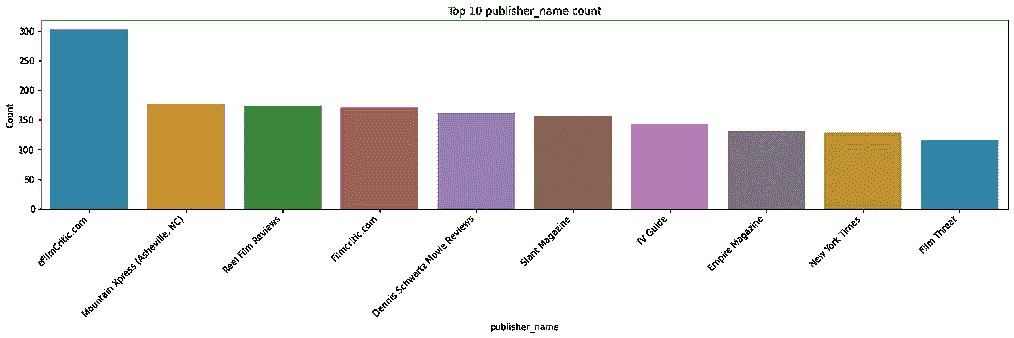 Top 10 publisher_name count
Count
300
250
200
150
100
50
0
eFilmCritic.com
Mountain Xpress (Asheville, NC)
Reel Film Reviews
Filmcritic.com
Dennis Schwartz Movie Reviews
Slant Magazine
TV Guide
Empire Magazine
New York Times
Film Threat
publisher_name